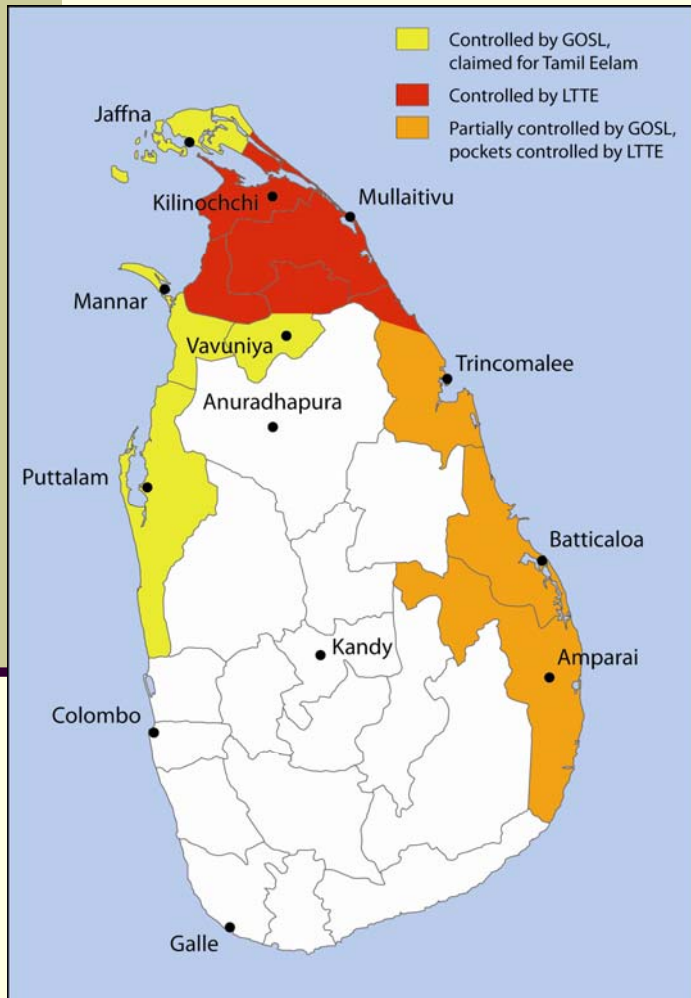 Controlled by GOSL,
claimed for Tamil Eelam
Controlled by LTTE
Partially controlled by GOSL,
pockets controlled by LTTE
Jaffna
Kilinochchi
Mullaitivu
Mannar
Vavuniya
Trincomalee
Anuradhapura
Puttalam
Batticaloa
Kandy
Amparai
Colombo
Galle